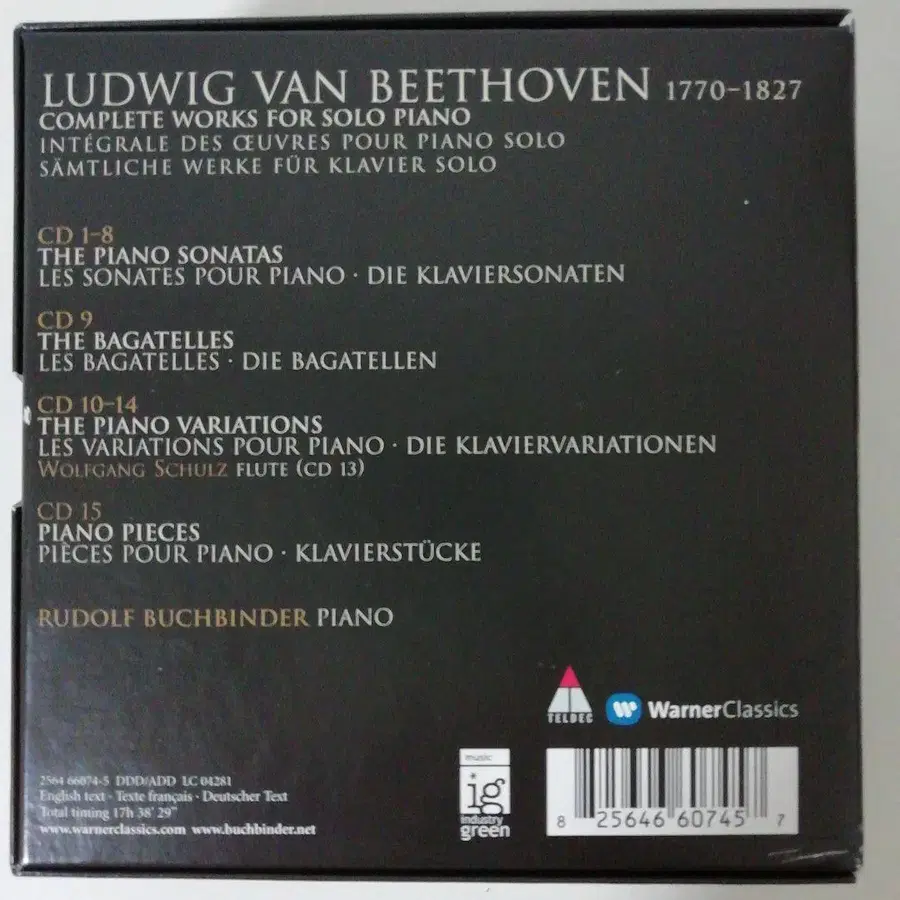 LUDWIG VAN BEETHOVEN 1770–1827
COMPLETE WORKS FOR SOLO PIANO
INTÉGRALE DES ŒUVRES POUR PIANO SOLO
SÄMTLICHE WERKE FÜR KLAVIER SOLO
CD 1–8
THE PIANO SONATAS
LES SONATES POUR PIANO · DIE KLAVIERSONATEN
CD 9
THE BAGATELLES
LES BAGATELLES · DIE BAGATELLEN
CD 10–14
THE PIANO VARIATIONS
LES VARIATIONS POUR PIANO · DIE KLAVIERVARIATIONEN
WOLFGANG SCHULZ FLUTE (CD 13)
CD 15
PIANO PIECES
PIÈCES POUR PIANO · KLAVIERSTÜCKE
RUDOLF BUCHBINDER PIANO
TELDEC
WarnerClassics
2564 66074-5 DDD/ADD LC 04281
English text · Texte français · Deutscher Text
Total timing 17h 38' 29"
www.warnerclassics.com www.buchbinder.net
music
ig
industry
green
8 25646 60745 7